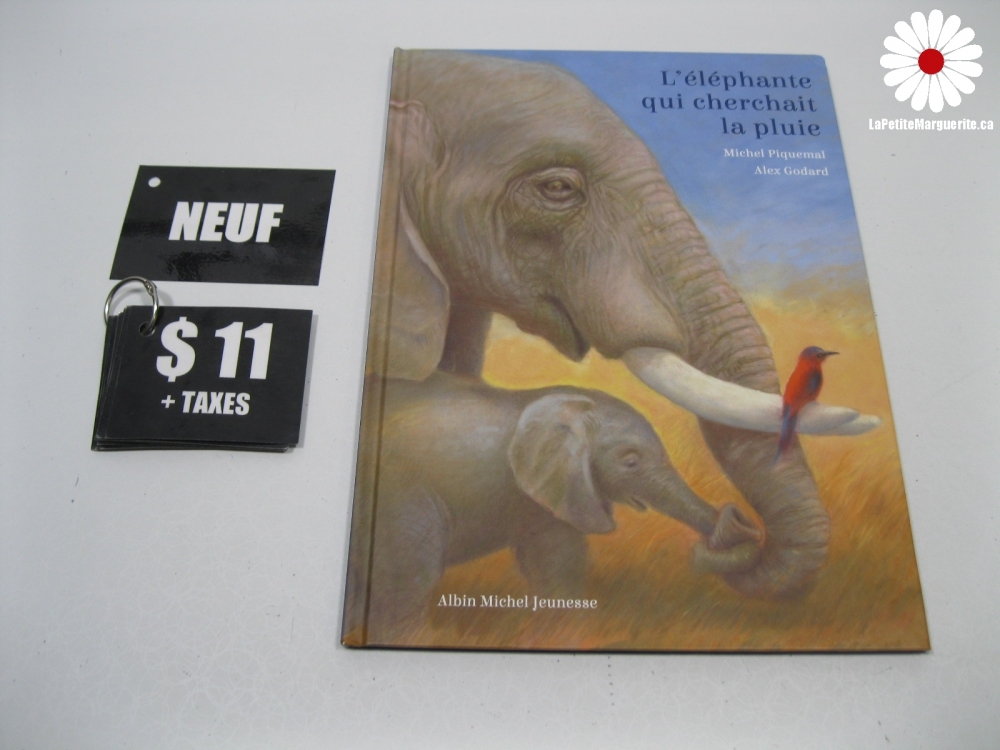 LaPetiteMarguerite.ca
NEUF
$ 11
+ TAXES
L'éléphante
qui cherchait
la pluie
Michel Piquemal
Alex Godard
Albin Michel Jeunesse